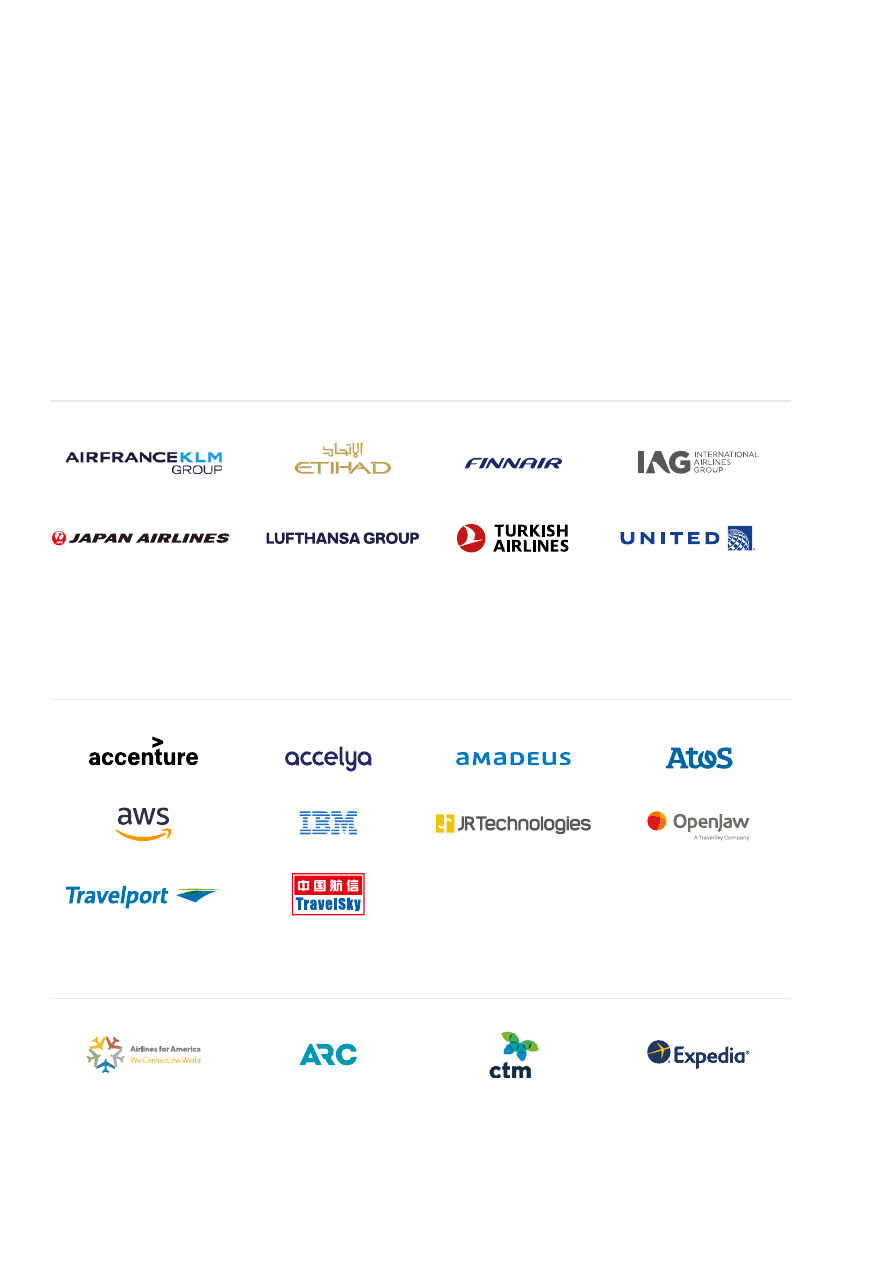 AIRFRANCEKLM
GROUP
الإتحاد
ETIHAD
FINNAIR
IAG INTERNATIONAL
AIRLINES
GROUP
JAPAN AIRLINES
LUFTHANSA GROUP
TURKISH
AIRLINES
UNITED
accenture
accelya
amadeus
Atos
aws
IBM
JRTechnologies
OpenJaw
A TravelSky Company
Travelport
中国航信
TravelSky
Airlines for America
We Connect the World
ARC
ctm
Expedia®